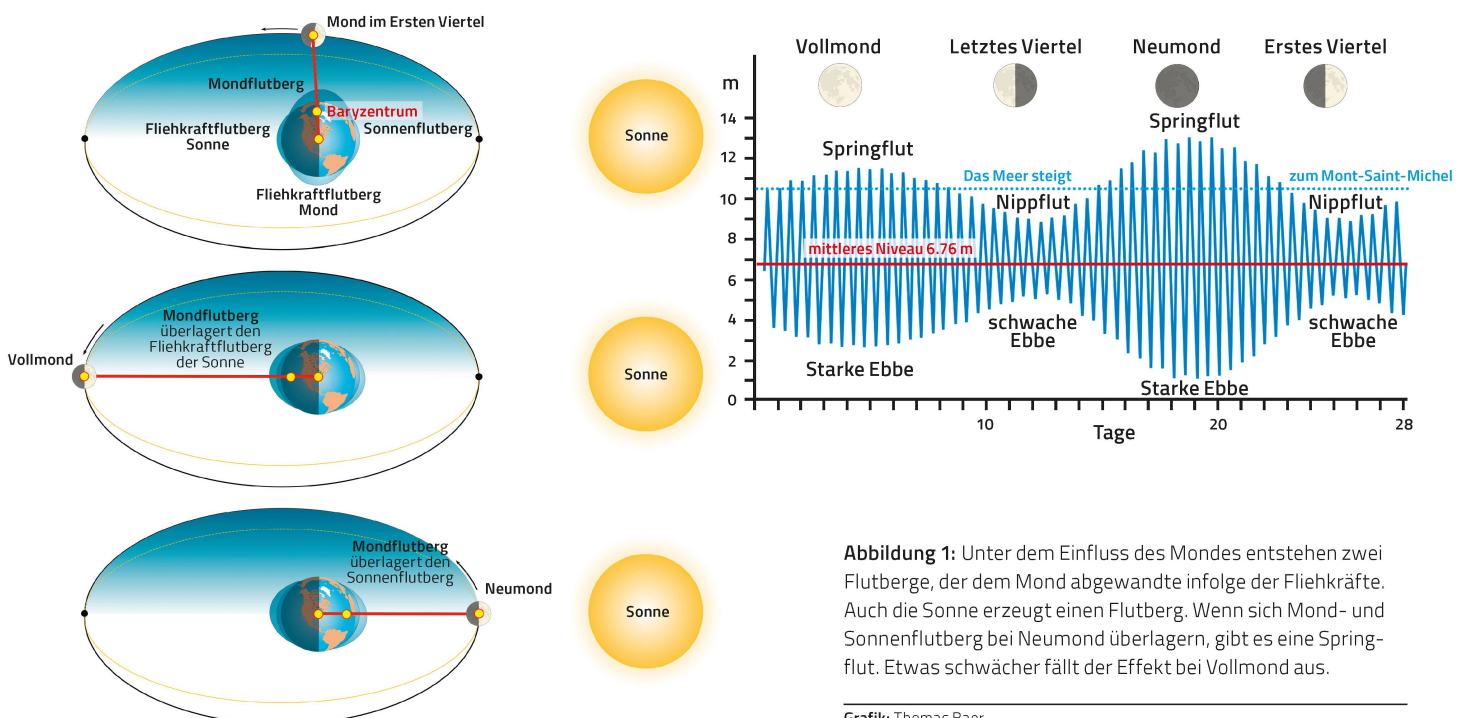 Mond im Ersten Viertel
Mondflutberg
Baryzentrum
Fliehkraftflutberg
Sonne
Sonnenflutberg
Fliehkraftflutberg
Mond
Sonne
Mondflutberg
überlagert den
Fliehkraftflutberg
der Sonne
Vollmond
Sonne
Mondflutberg
überlagert den
Sonnenflutberg
Neumond
Sonne
Vollmond
Letztes Viertel
Neumond
Erstes Viertel
m
14
12
10
8
6
4
2
0
Springflut
Springflut
Das Meer steigt
zum Mont-Saint-Michel
Nippflut
Nippflut
mittleres Niveau 6.76 m
schwache
Ebbe
schwache
Ebbe
Starke Ebbe
Starke Ebbe
10
20
28
Tage
Abbildung 1: Unter dem Einfluss des Mondes entstehen zwei
Flutberge, der dem Mond abgewandte infolge der Fliehkräfte.
Auch die Sonne erzeugt einen Flutberg. Wenn sich Mond- und
Sonnenflutberg bei Neumond überlagern, gibt es eine Spring-
flut. Etwas schwächer fällt der Effekt bei Vollmond aus.
Grafik: Thomas Baer